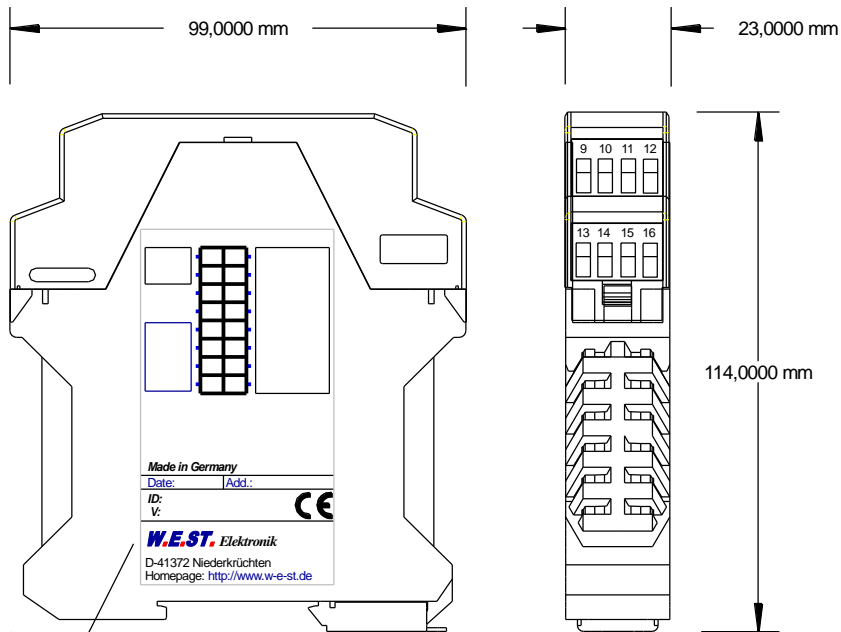 99,0000 mm
23,0000 mm
9 10 11 12
13 14 15 16
114,0000 mm
Made in Germany
Date: Add.:
ID:
V:
CE
W.E.ST. Elektronik
D-41372 Niederkrüchten
Homepage: http://www.w-e-st.de